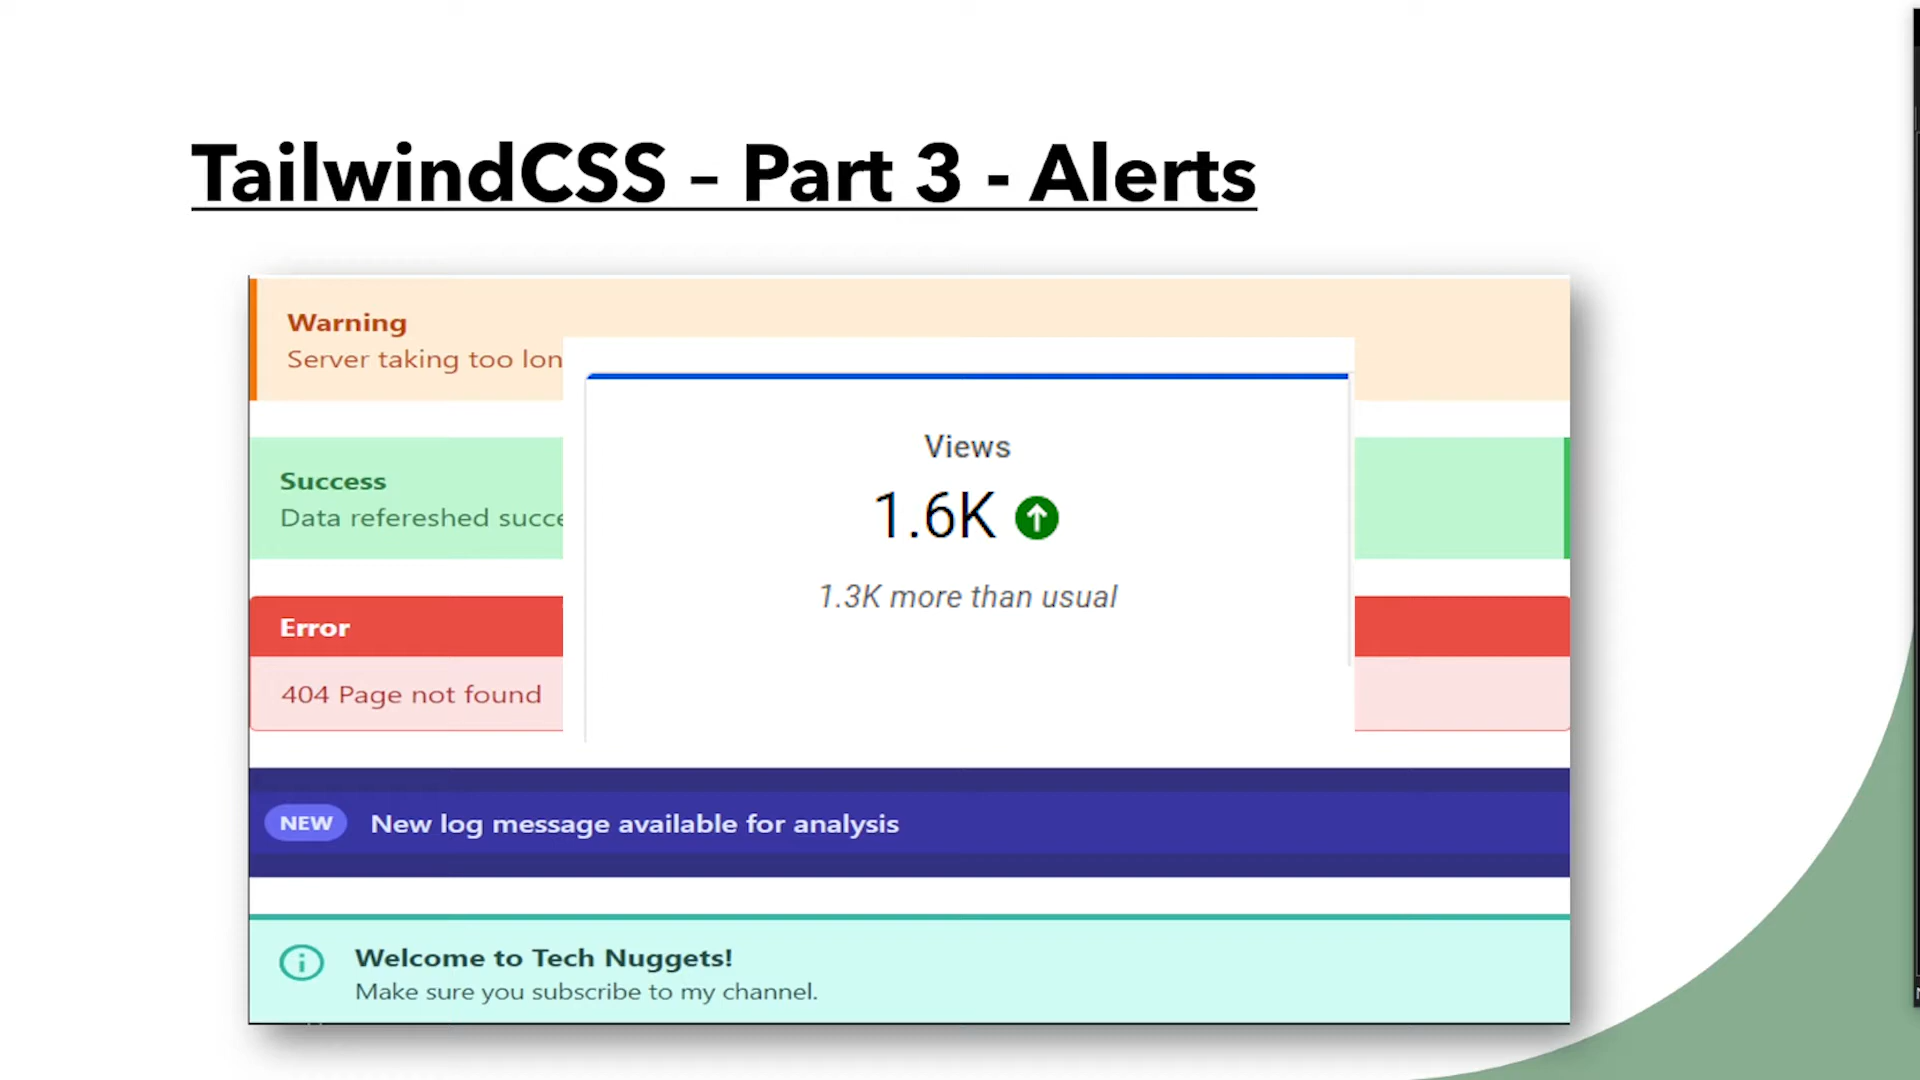 TailwindCSS – Part 3 - Alerts
Warning
Server taking too lon
Views
1.6K
1.3K more than usual
Success
Data refereshed succe
Error
404 Page not found
NEW New log message available for analysis
Welcome to Tech Nuggets!
Make sure you subscribe to my channel.